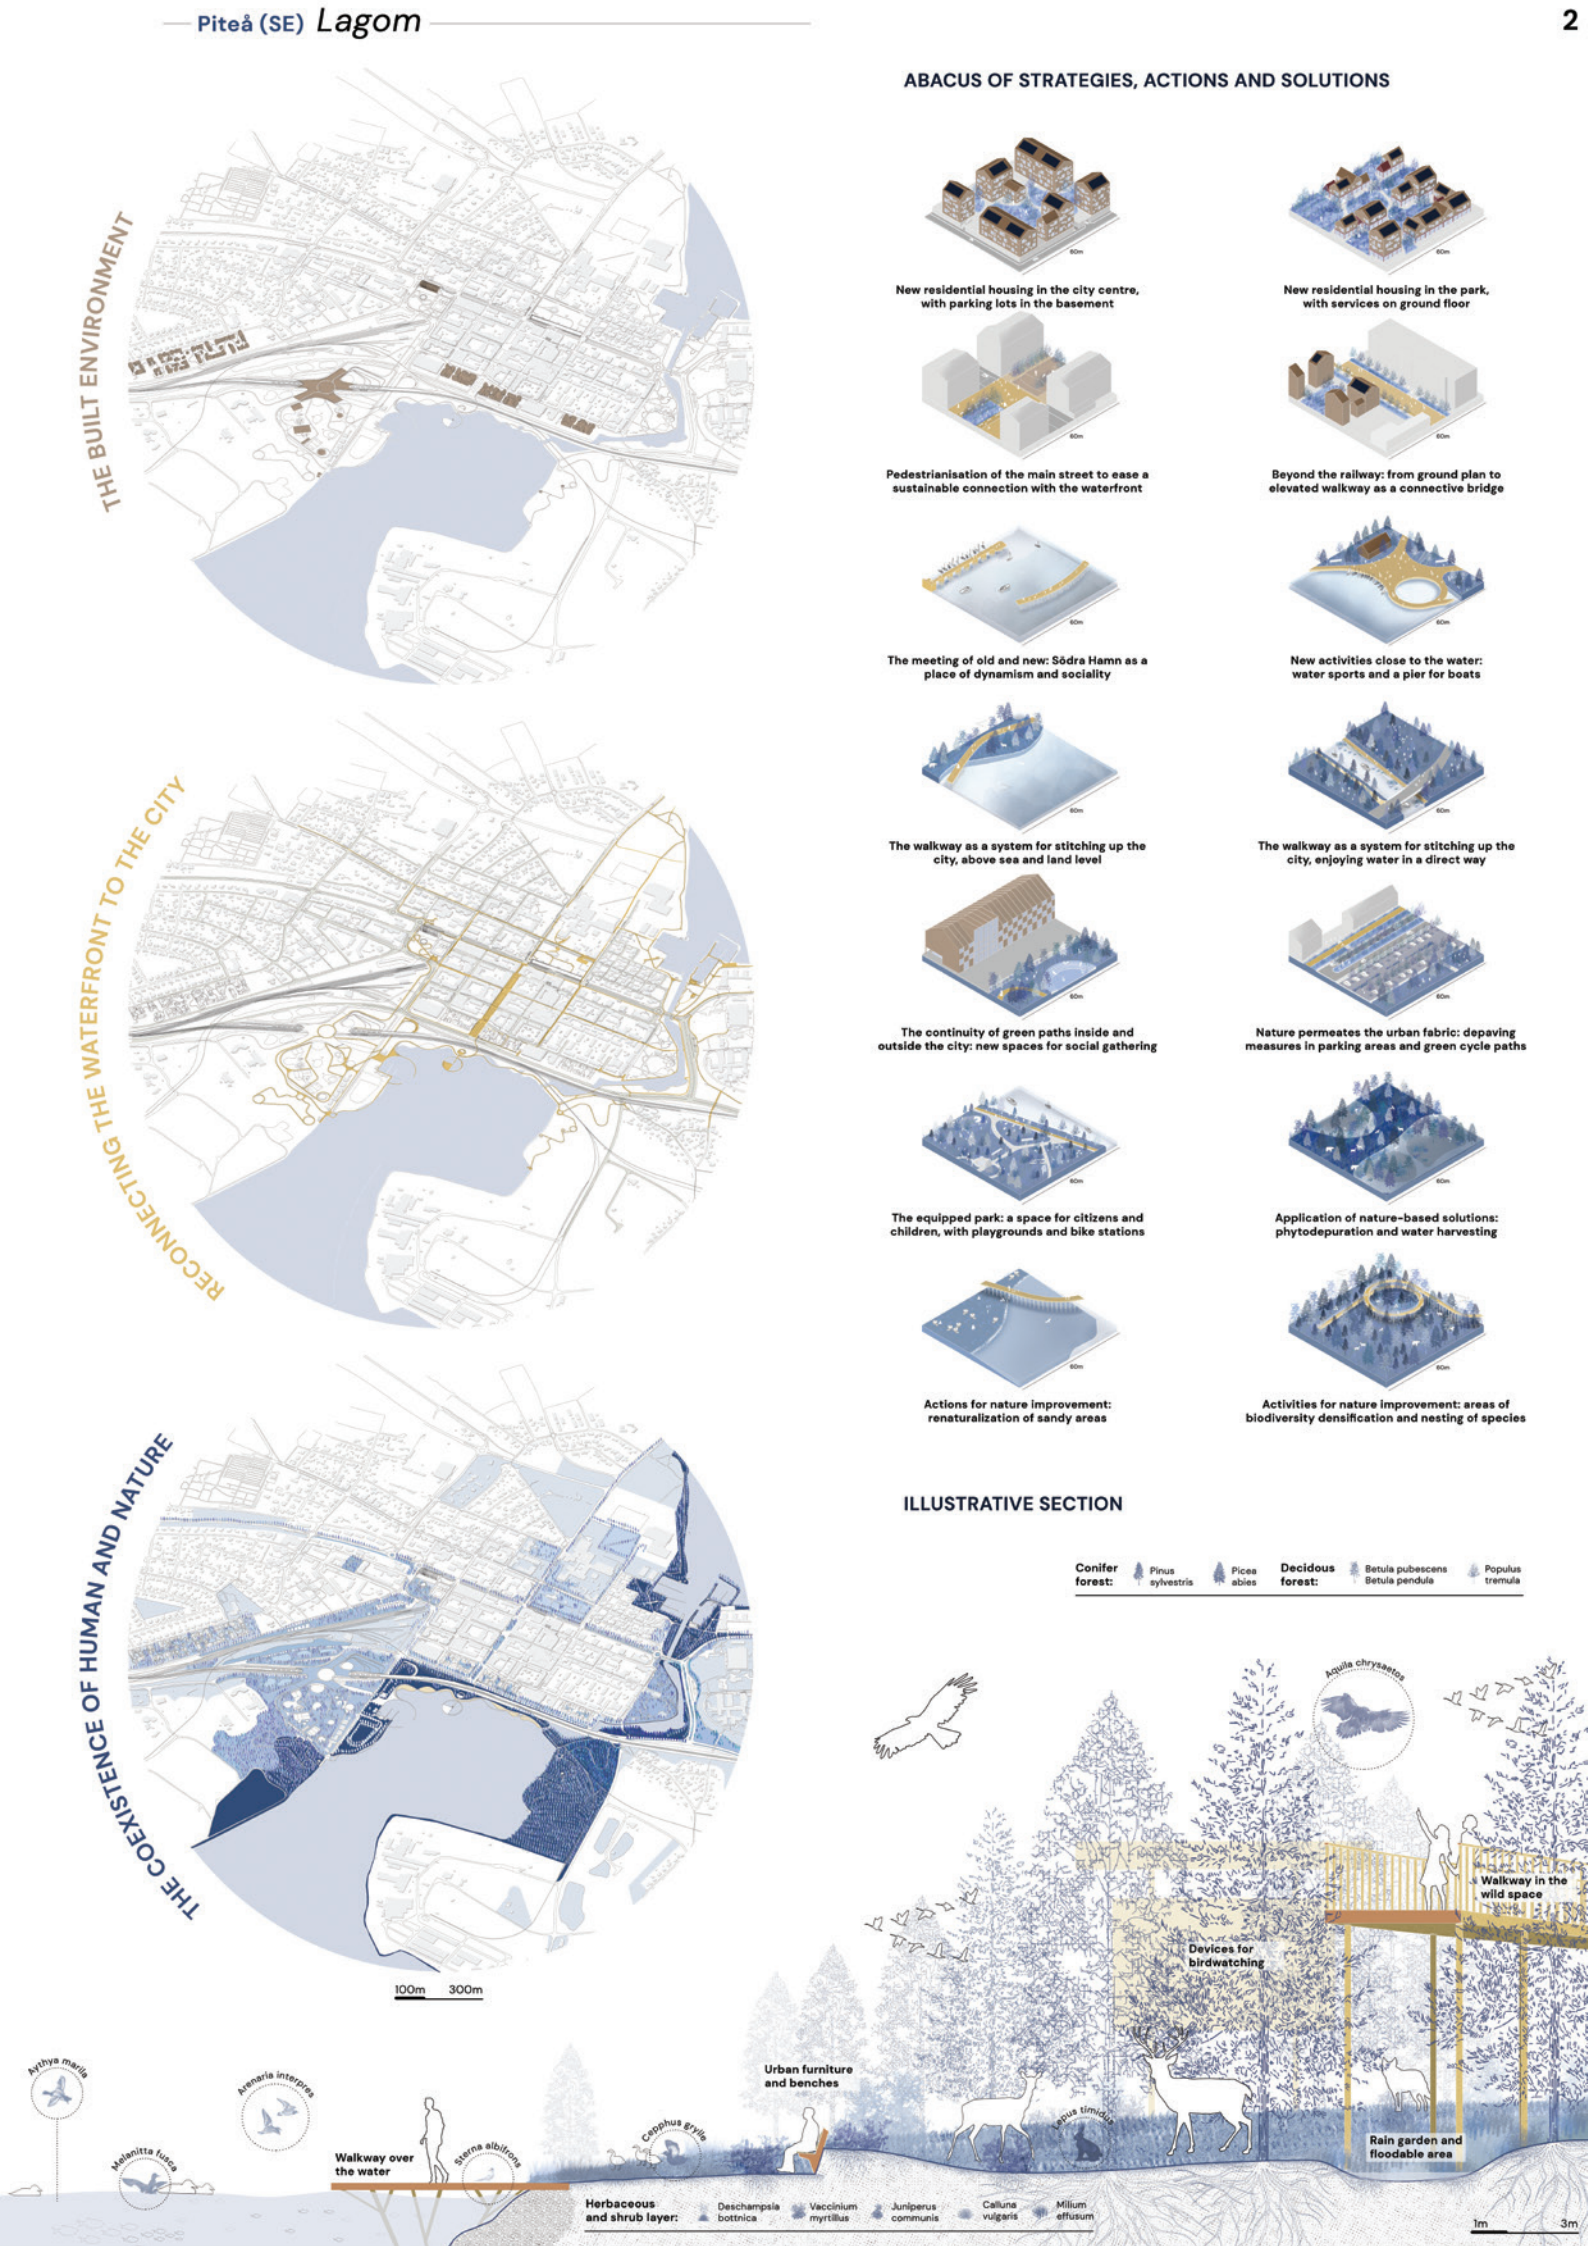 Piteå (SE) Lagom
2
THE BUILT ENVIRONMENT
RECONNECTING THE WATERFRONT TO THE CITY
THE COEXISTENCE OF HUMAN AND NATURE
100m 300m
ABACUS OF STRATEGIES, ACTIONS AND SOLUTIONS
60m
New residential housing in the city centre,
with parking lots in the basement
60m
New residential housing in the park,
with services on ground floor
60m
Pedestrianisation of the main street to ease a
sustainable connection with the waterfront
60m
Beyond the railway: from ground plan to
elevated walkway as a connective bridge
60m
The meeting of old and new: Södra Hamn as a
place of dynamism and sociality
60m
New activities close to the water:
water sports and a pier for boats
60m
The walkway as a system for stitching up the
city, above sea and land level
60m
The walkway as a system for stitching up the
city, enjoying water in a direct way
60m
The continuity of green paths inside and
outside the city: new spaces for social gathering
60m
Nature permeates the urban fabric: depaving
measures in parking areas and green cycle paths
60m
The equipped park: a space for citizens and
children, with playgrounds and bike stations
60m
Application of nature-based solutions:
phytodepuration and water harvesting
60m
Actions for nature improvement:
renaturalization of sandy areas
60m
Activities for nature improvement: areas of
biodiversity densification and nesting of species
ILLUSTRATIVE SECTION
Conifer
forest:
Pinus
sylvestris
Picea
abies
Decidous
forest:
Betula pubescens
Betula pendula
Populus
tremula
Aquila chrysaetos
Walkway in the
wild space
Devices for
birdwatching
Urban furniture
and benches
Aythya marila
Arenaria interpres
Melanitta fusca
Walkway over
the water
Sterna albifrons
Cepphus grylle
Lepus timidus
Rain garden and
floodable area
Herbaceous
and shrub layer:
Deschampsia
bottnica
Vaccinium
myrtillus
Juniperus
communis
Calluna
vulgaris
Milium
effusum
1m 3m